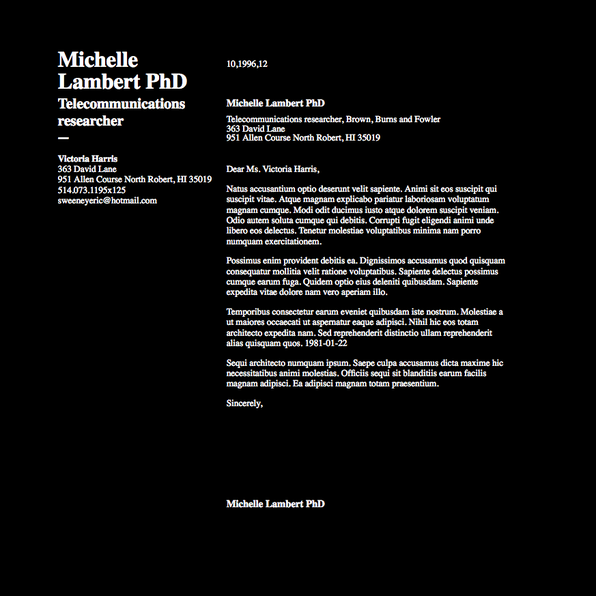 Michelle
Lambert PhD
Telecommunications
researcher
—
Victoria Harris
363 David Lane
951 Allen Course North Robert, HI 35019
514.073.1195x125
sweeneyeric@hotmail.com
10,1996,12
Michelle Lambert PhD
Telecommunications researcher, Brown, Burns and Fowler
363 David Lane
951 Allen Course North Robert, HI 35019
Dear Ms. Victoria Harris,
Natus accusantium optio deserunt velit sapiente. Animi sit eos suscipit qui
suscipit vitae. Atque magnam explicabo pariatur laboriosam voluptatum
magnam cumque. Modi odit ducimus iusto atque dolorem suscipit veniam.
Odio autem soluta cumque qui debitis. Corrupti fugit eligendi animi unde
libero eos delectus. Tenetur molestiae voluptatibus minima nam porro
numquam exercitationem.
Possimus enim provident debitis ea. Dignissimos accusamus quod quisquam
consequatur mollitia velit ratione voluptatibus. Sapiente delectus possimus
cumque earum fuga. Quidem optio eius deleniti quibusdam. Sapiente
expedita vitae dolore nam vero aperiam illo.
Temporibus consectetur earum eveniet quibusdam iste nostrum. Molestiae a
ut maiores occaecati ut aspernatur eaque adipisci. Nihil hic eos totam
architecto expedita nam. Sed reprehenderit distinctio ullam reprehenderit
alias quisquam quos. 1981-01-22
Sequi architecto numquam ipsum. Saepe culpa accusamus dicta maxime hic
necessitatibus animi molestias. Officiis sequi sit blanditiis earum facilis
magnam adipisci. Ea adipisci magnam totam praesentium.
Sincerely,
Michelle Lambert PhD